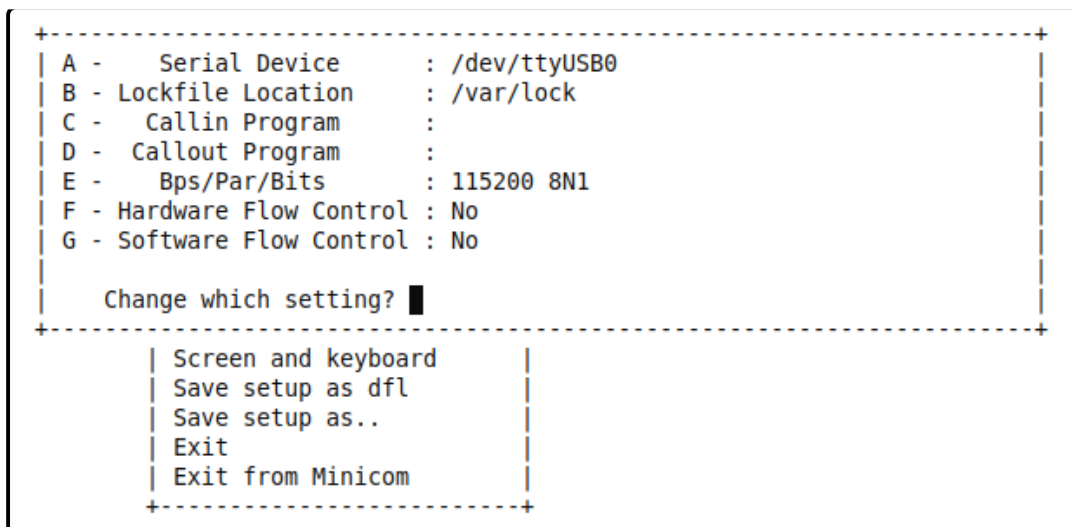 +-----------------------------------------------------------------------+
| A -    Serial Device      : /dev/ttyUSB0                              |
| B - Lockfile Location     : /var/lock                                 |
| C -   Callin Program      :                                           |
| D -  Callout Program      :                                           |
| E -    Bps/Par/Bits       : 115200 8N1                                |
| F - Hardware Flow Control : No                                        |
| G - Software Flow Control : No                                        |
|                                                                       |
|    Change which setting?                                              |
+-----------------------------------------------------------------------+
        | Screen and keyboard      |
        | Save setup as dfl        |
        | Save setup as..          |
        | Exit                     |
        | Exit from Minicom        |
        +--------------------------+